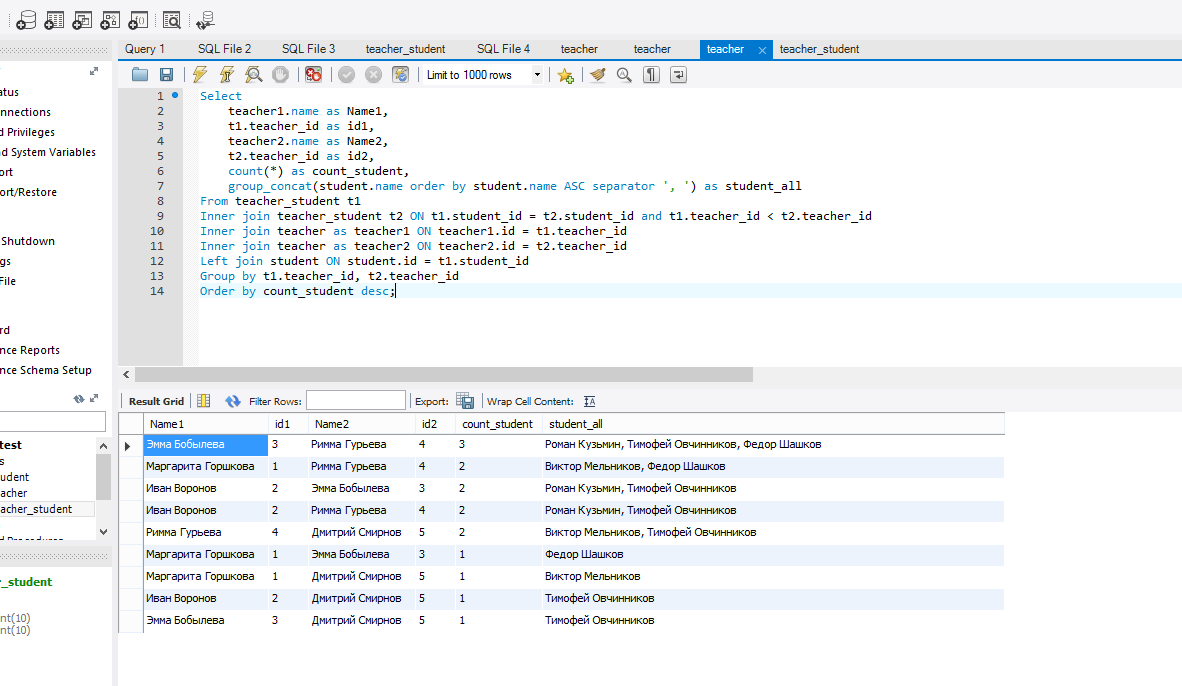 Query 1 SQL File 2 SQL File 3 teacher_student SQL File 4 teacher teacher teacher teacher_student
Limit to 1000 rows
atus
nnections
d Privileges
nd System Variables
ort
ort/Restore
Shutdown
gs
File
rd
nce Reports
nce Schema Setup
1 Select
2 teacher1.name as Name1,
3 t1.teacher_id as id1,
4 teacher2.name as Name2,
5 t2.teacher_id as id2,
6 count(*) as count_student,
7 group_concat(student.name order by student.name ASC separator ', ') as student_all
8 From teacher_student t1
9 Inner join teacher_student t2 ON t1.student_id = t2.student_id and t1.teacher_id < t2.teacher_id
10 Inner join teacher as teacher1 ON teacher1.id = t1.teacher_id
11 Inner join teacher as teacher2 ON teacher2.id = t2.teacher_id
12 Left join student ON student.id = t1.student_id
13 Group by t1.teacher_id, t2.teacher_id
14 Order by count_student desc;
test
s
udent
acher
eacher_student
r_student
nt(10)
nt(10)
Result Grid Filter Rows: Export: Wrap Cell Content:
Name1 id1 Name2 id2 count_student student_all
Эмма Бобылева 3 Римма Гурьева 4 3 Роман Кузьмин, Тимофей Овчинников, Федор Шашков
Маргарита Горшкова 1 Римма Гурьева 4 2 Виктор Мельников, Федор Шашков
Иван Воронов 2 Эмма Бобылева 3 2 Роман Кузьмин, Тимофей Овчинников
Иван Воронов 2 Римма Гурьева 4 2 Роман Кузьмин, Тимофей Овчинников
Римма Гурьева 4 Дмитрий Смирнов 5 2 Виктор Мельников, Тимофей Овчинников
Маргарита Горшкова 1 Эмма Бобылева 3 1 Федор Шашков
Маргарита Горшкова 1 Дмитрий Смирнов 5 1 Виктор Мельников
Иван Воронов 2 Дмитрий Смирнов 5 1 Тимофей Овчинников
Эмма Бобылева 3 Дмитрий Смирнов 5 1 Тимофей Овчинников